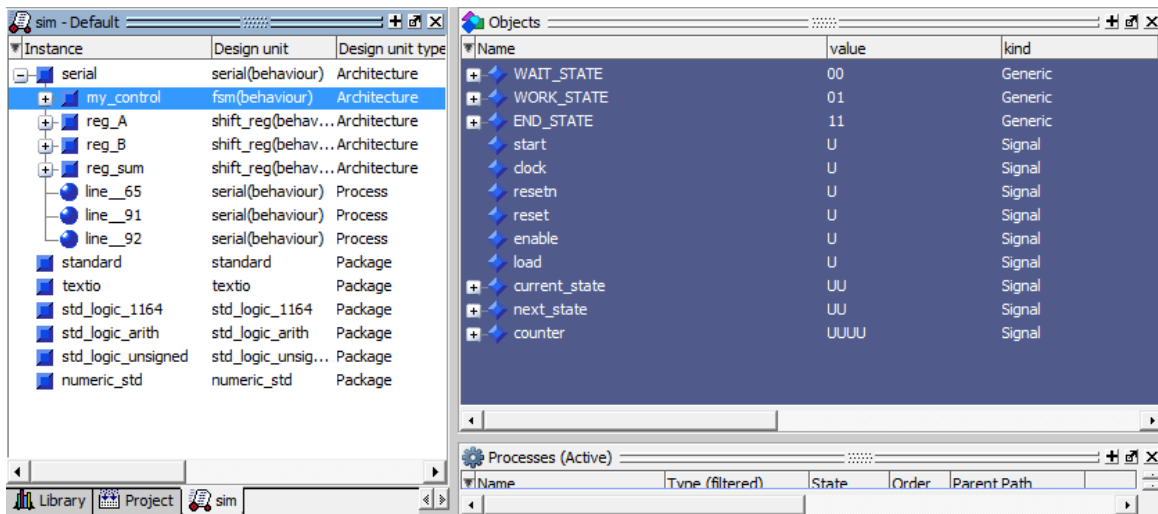 sim - Default
Instance Design unit Design unit type
serial serial(behaviour) Architecture
my_control fsm(behaviour) Architecture
reg_A shift_reg(behav... Architecture
reg_B shift_reg(behav... Architecture
reg_sum shift_reg(behav... Architecture
line__65 serial(behaviour) Process
line__91 serial(behaviour) Process
line__92 serial(behaviour) Process
standard standard Package
textio textio Package
std_logic_1164 std_logic_1164 Package
std_logic_arith std_logic_arith Package
std_logic_unsigned std_logic_unsig... Package
numeric_std numeric_std Package
Library Project sim
Objects
Name value kind
WAIT_STATE 00 Generic
WORK_STATE 01 Generic
END_STATE 11 Generic
start U Signal
clock U Signal
resetn U Signal
reset U Signal
enable U Signal
load U Signal
current_state UU Signal
next_state UU Signal
counter UUUU Signal
Processes (Active)
Name Type (filtered) State Order Parent Path